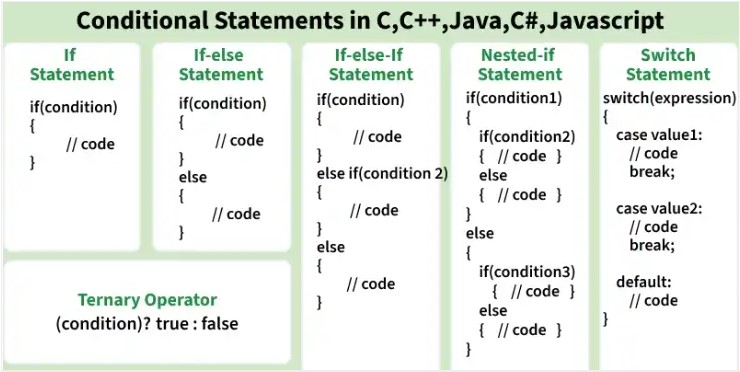 Conditional Statements in C,C++,Java,C#,Javascript
If
Statement
if(condition)
{
// code
}
If-else
Statement
if(condition)
{
// code
}
else
{
// code
}
If-else-If
Statement
if(condition)
{
// code
}
else if(condition 2)
{
// code
}
else
{
// code
}
Nested-if
Statement
if(condition1)
{
if(condition2)
{ // code }
else
{ // code }
}
else
{
if(condition3)
{ // code }
else
{ // code }
}
Switch
Statement
switch(expression)
{
case value1:
// code
break;
case value2:
// code
break;
default:
// code
}
Ternary Operator
(condition)? true : false